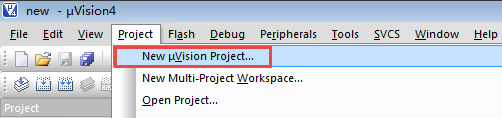 new - µVision4
File Edit View Project Flash Debug Peripherals Tools SVCS Window Help
New µVision Project...
New Multi-Project Workspace...
Project
Open Project...